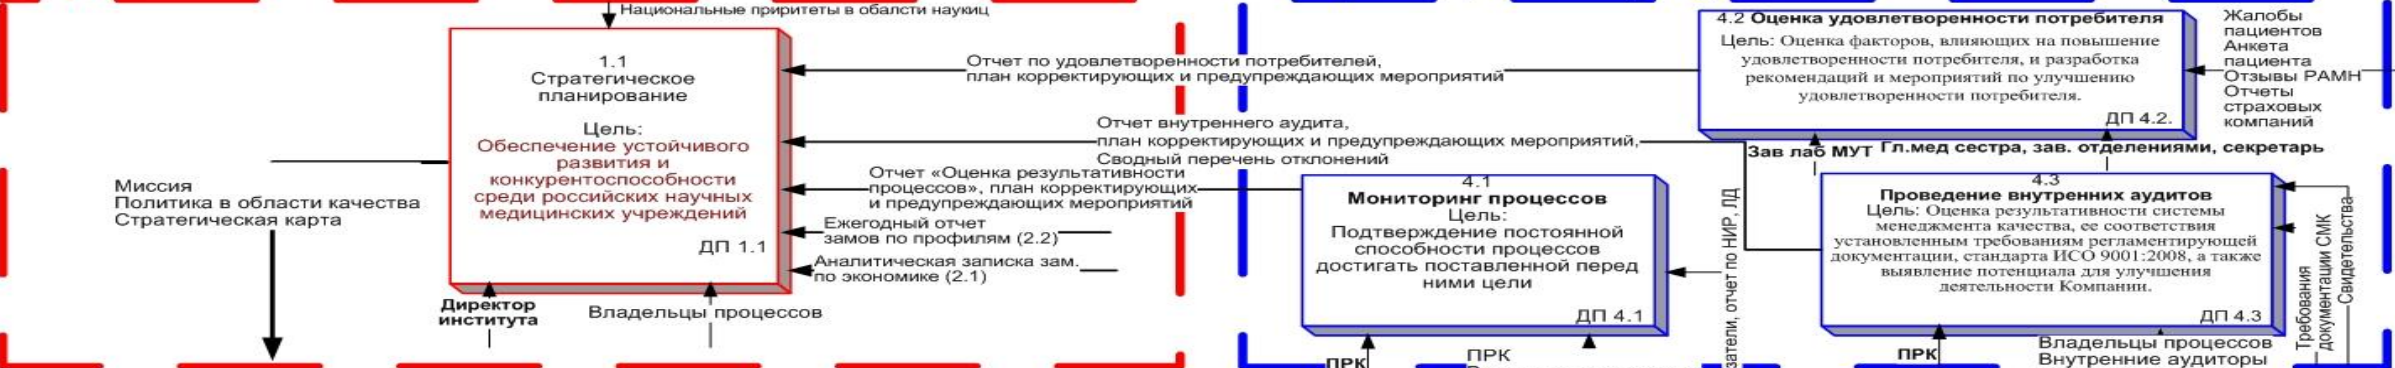 Национальные приритеты в обалсти наукиц
1.1
Стратегическое
планирование
Цель:
Обеспечение устойчивого
развития и
конкурентоспособности
среди российских научных
медицинских учреждений
ДП 1.1
Миссия
Политика в области качества
Стратегическая карта
Директор
института
Владельцы процессов
Отчет по удовлетворенности потребителей,
план корректирующих и предупреждающих мероприятий
Отчет внутреннего аудита,
план корректирующих и предупреждающих мероприятий,
Сводный перечень отклонений
Отчет «Оценка результативности
процессов», план корректирующих
и предупреждающих мероприятий
Ежегодный отчет
замов по профилям (2.2)
Аналитическая записка зам.
по экономике (2.1)
4.2 Оценка удовлетворенности потребителя
Цель: Оценка факторов, влияющих на повышение
удовлетворенности потребителя, и разработка
рекомендаций и мероприятий по улучшению
удовлетворенности потребителя.
ДП 4.2.
Жалобы
пациентов
Анкета
пациента
Отзывы РАМН
Отчеты
страховых
компаний
Зав лаб МУТ
Гл.мед сестра, зав. отделениями, секретарь
4.1
Мониторинг процессов
Цель:
Подтверждение постоянной
способности процессов
достигать поставленной перед
ними цели
ДП 4.1
ПРК
ПРК
отчет по НИР, ЛД
4.3
Проведение внутренних аудитов
Цель: Оценка результативности системы
менеджмента качества, ее соответствия
установленным требованиям регламентирующей
документации, стандарта ИСО 9001:2008, а также
выявление потенциала для улучшения
деятельности Компании.
ДП 4.3
ПРК
Владельцы процессов
Внутренние аудиторы
Требования
документации СМК
Свидетельства